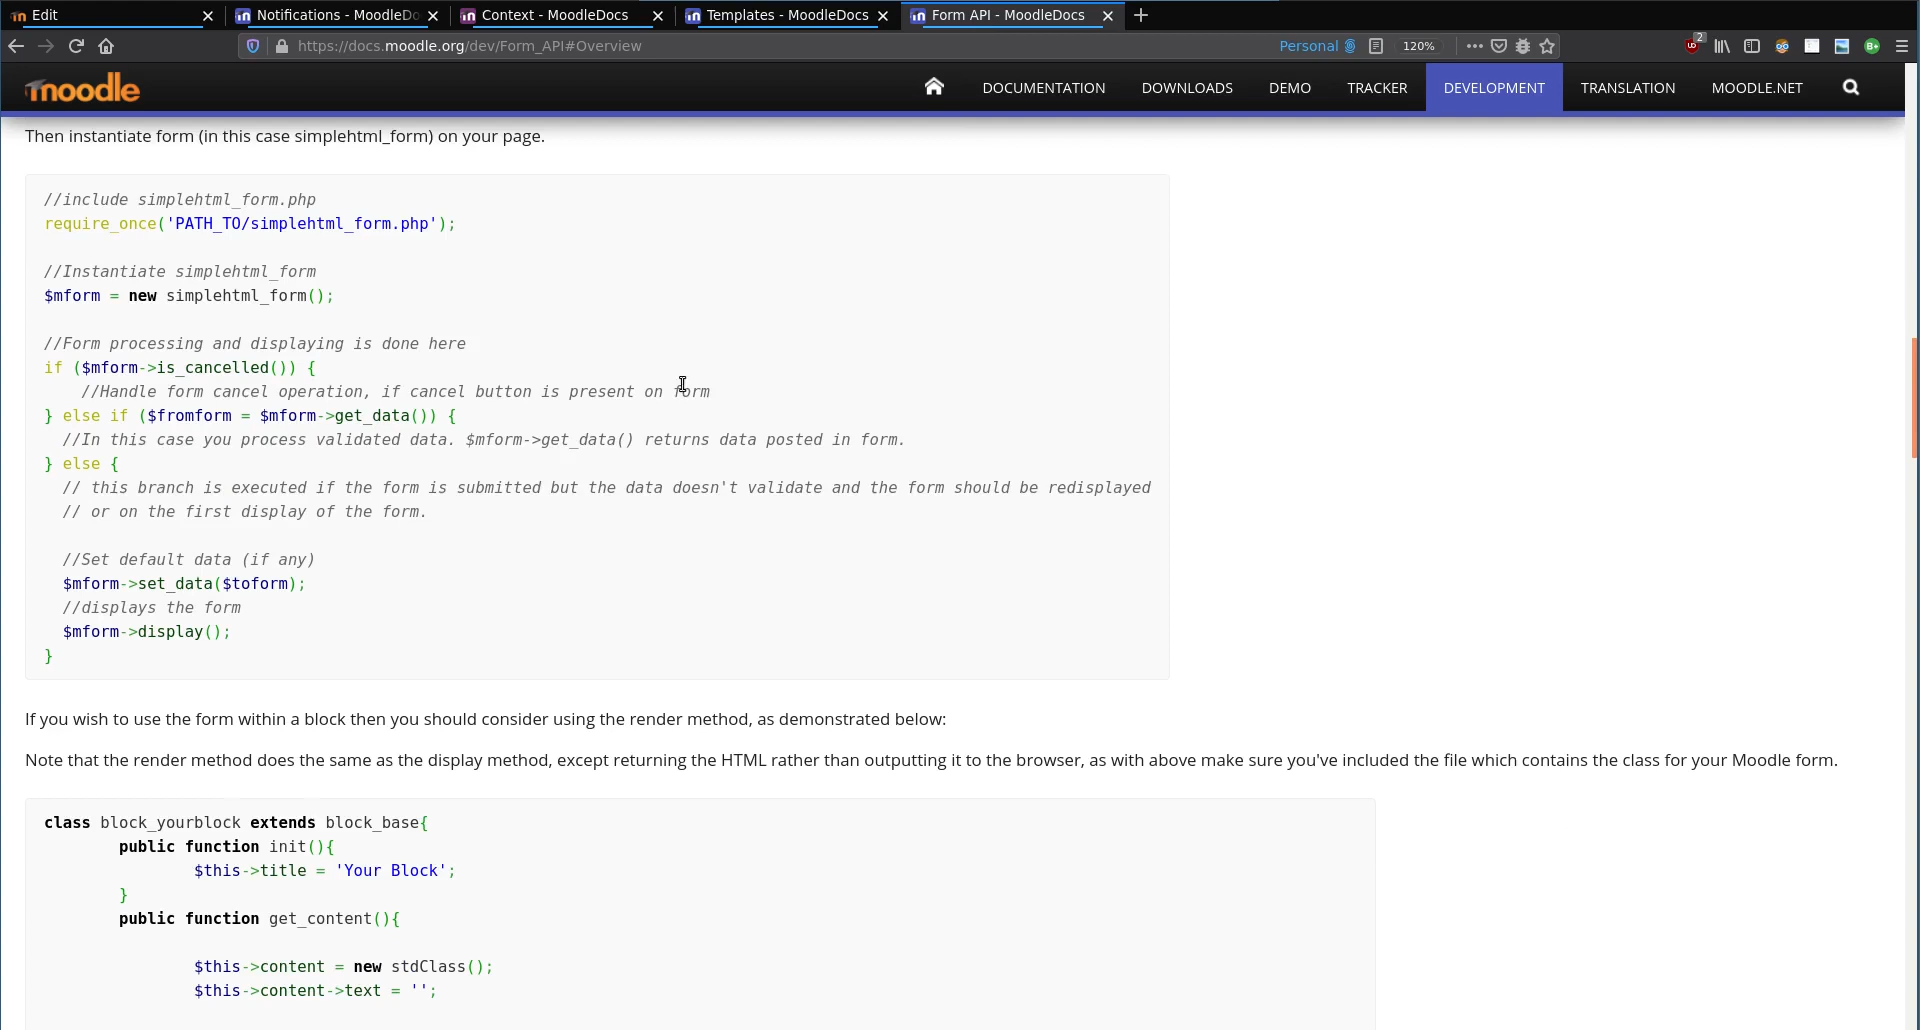 Edit
Notifications - MoodleDo
Context - MoodleDocs
Templates - MoodleDocs
Form API - MoodleDocs
https://docs.moodle.org/dev/Form_API#Overview
Personal
120%
2
moodle
DOCUMENTATION
DOWNLOADS
DEMO
TRACKER
DEVELOPMENT
TRANSLATION
MOODLE.NET
Then instantiate form (in this case simplehtml_form) on your page.
//include simplehtml_form.php
require_once('PATH_TO/simplehtml_form.php');
//Instantiate simplehtml_form
$mform = new simplehtml_form();
//Form processing and displaying is done here
if ($mform->is_cancelled()) {
    //Handle form cancel operation, if cancel button is present on form
} else if ($fromform = $mform->get_data()) {
  //In this case you process validated data. $mform->get_data() returns data posted in form.
} else {
  // this branch is executed if the form is submitted but the data doesn't validate and the form should be redisplayed
  // or on the first display of the form.
  //Set default data (if any)
  $mform->set_data($toform);
  //displays the form
  $mform->display();
}
If you wish to use the form within a block then you should consider using the render method, as demonstrated below:
Note that the render method does the same as the display method, except returning the HTML rather than outputting it to the browser, as with above make sure you've included the file which contains the class for your Moodle form.
class block_yourblock extends block_base{
        public function init(){
                $this->title = 'Your Block';
        }
        public function get_content(){
                $this->content = new stdClass();
                $this->content->text = '';